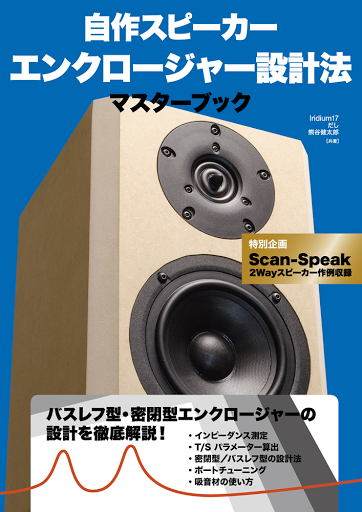 自作スピーカー
エンクロージャー設計法
マスターブック
Iridium17
だし
熊谷健太郎
[共著]
特別企画
Scan-Speak
2Wayスピーカー作例収録
バスレフ型・密閉型エンクロージャーの
設計を徹底解説！
・インピーダンス測定
・T/S パラメーター算出
・密閉型／バスレフ型の設計法
・ポートチューニング
・吸音材の使い方